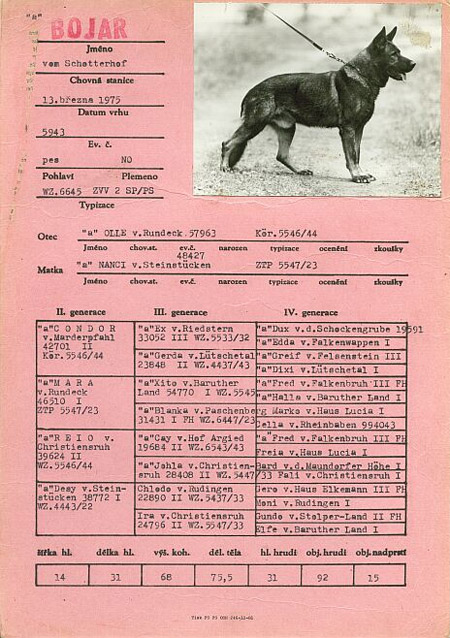 "a"
BOJAR
Jméno
vom Schotterhof
Chovná stanice
13.března 1975
Datum vrhu
5943
Ev. č.
pes NO
Pohlaví Plemeno
WZ.6645 ZVV 2 SP/PS
Typizace
Otec "a" OLLE v.Rundeck 57963 Kör.5546/44
Jméno chov.st. ev.č. narozen typizace ocenění zkoušky
48427
Matka "a" NANCI v.Steinstücken ZTP 5547/23
Jméno chov.st. ev.č. narozen typizace ocenění zkoušky
II. generace III. generace IV. generace
"a"C O N D O R
v.Marderpfahl
42701 II
Kör.5546/44
"a"M A R A
v.Rundeck
46510 I
ZTP 5547/23
"a"R E I O v.
Christiensruh
39624 II
WZ.5546/44
"a"Desy v.Stein-
stücken 38772 I
WZ.4443/22
"a"Ex v.Riedstern
33052 III WZ.5533/32
"a"Gerda v.Lütschetal
23848 II WZ.4437/43
"a"Xito v.Baruther
Land 54770 I WZ.5545
"a"Blanka v.Paschenberg
31431 I FH WZ.6447/23
"a"Cay v.Hof Argied
19684 II WZ.6543/43
"a"Johla v.Christien-
sruh 28408 II WZ.5447/33
Chlodo v.Rudingen
22890 II WZ.5437/33
Ira v.Christiensruh
24796 II WZ.5547/33
"a"Dux v.d.Schockengrube 19591
"a"Edda v.Falkenwappen I
"a"Greif v.Felsenstein III
"a"Dixi v.Lütschetal I
"a"Fred v.Falkenbruh III FH
"a"Halla v.Baruther Land I
Marko v.Haus Lucia I
Cella v.Rheinbaben 994043
"a"Fred v.Falkenbruh III FH
Freia v.Haus Lucia I
Bard v.d.Maundorfer Höhe I
Fali v.Christiensruh I
Gero v.Haus Elkemann III FH
Moni v.Rudingen I
Gundo v.Stolper-Land II FH
Elfe v.Baruther Land I
šířka hl. délka hl. výš. koh. dél. těla hl. hrudi obj. hrudi obj. nadprstí
14 31 68 75,5 31 92 15